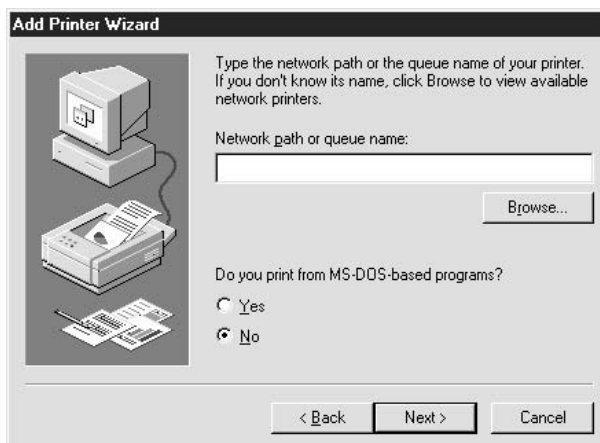 Add Printer Wizard
Type the network path or the queue name of your printer.
If you don't know its name, click Browse to view available
network printers.
Network path or queue name:
Browse...
Do you print from MS-DOS-based programs?
Yes
No
< Back
Next >
Cancel